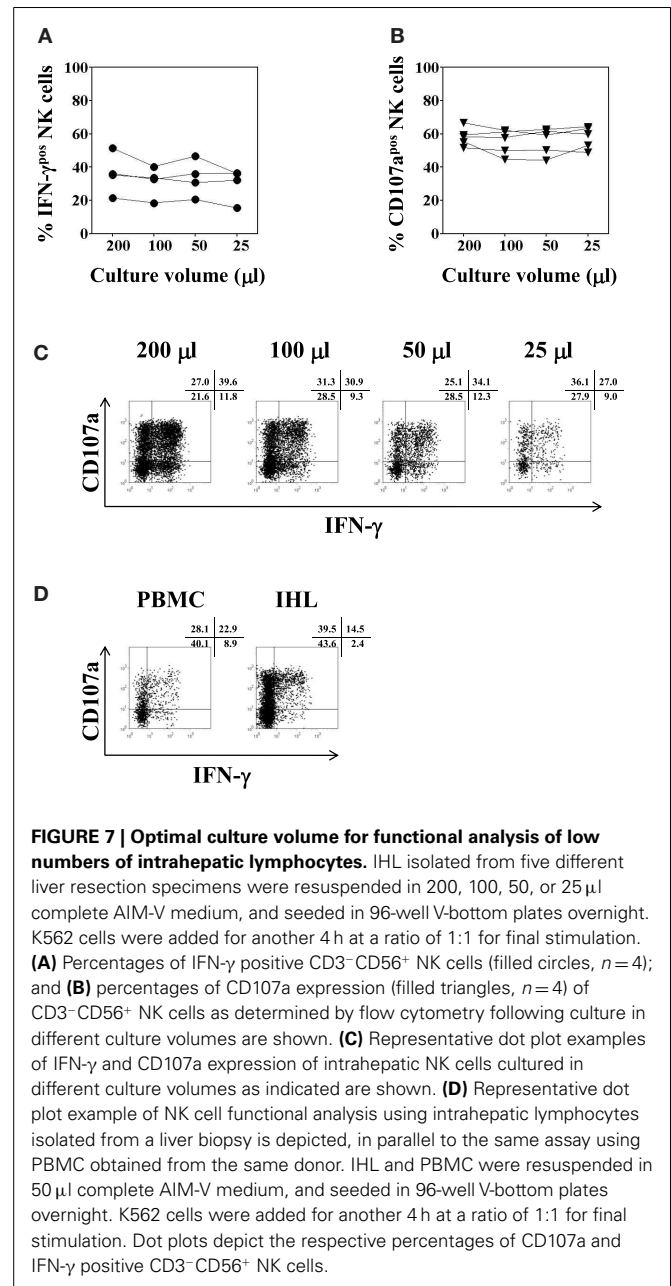 A
B
100
80
60
40
20
0
% IFN-γpos NK cells
200 100 50 25
Culture volume (µl)
100
80
60
40
20
0
% CD107apos NK cells
200 100 50 25
Culture volume (µl)
C
200 µl 100 µl 50 µl 25 µl
27.0 39.6
21.6 11.8
31.3 30.9
28.5 9.3
25.1 34.1
28.5 12.3
36.1 27.0
27.9 9.0
CD107a
IFN-γ
D
PBMC IHL
28.1 22.9
40.1 8.9
39.5 14.5
43.6 2.4
CD107a
IFN-γ
FIGURE 7 | Optimal culture volume for functional analysis of low
numbers of intrahepatic lymphocytes. IHL isolated from five different
liver resection specimens were resuspended in 200, 100, 50, or 25 µl
complete AIM-V medium, and seeded in 96-well V-bottom plates overnight.
K562 cells were added for another 4 h at a ratio of 1:1 for final stimulation.
(A) Percentages of IFN-γ positive CD3−CD56+ NK cells (filled circles, n = 4);
and (B) percentages of CD107a expression (filled triangles, n = 4) of
CD3−CD56+ NK cells as determined by flow cytometry following culture in
different culture volumes are shown. (C) Representative dot plot examples
of IFN-γ and CD107a expression of intrahepatic NK cells cultured in
different culture volumes as indicated are shown. (D) Representative dot
plot example of NK cell functional analysis using intrahepatic lymphocytes
isolated from a liver biopsy is depicted, in parallel to the same assay using
PBMC obtained from the same donor. IHL and PBMC were resuspended in
50 µl complete AIM-V medium, and seeded in 96-well V-bottom plates
overnight. K562 cells were added for another 4 h at a ratio of 1:1 for final
stimulation. Dot plots depict the respective percentages of CD107a and
IFN-γ positive CD3−CD56+ NK cells.